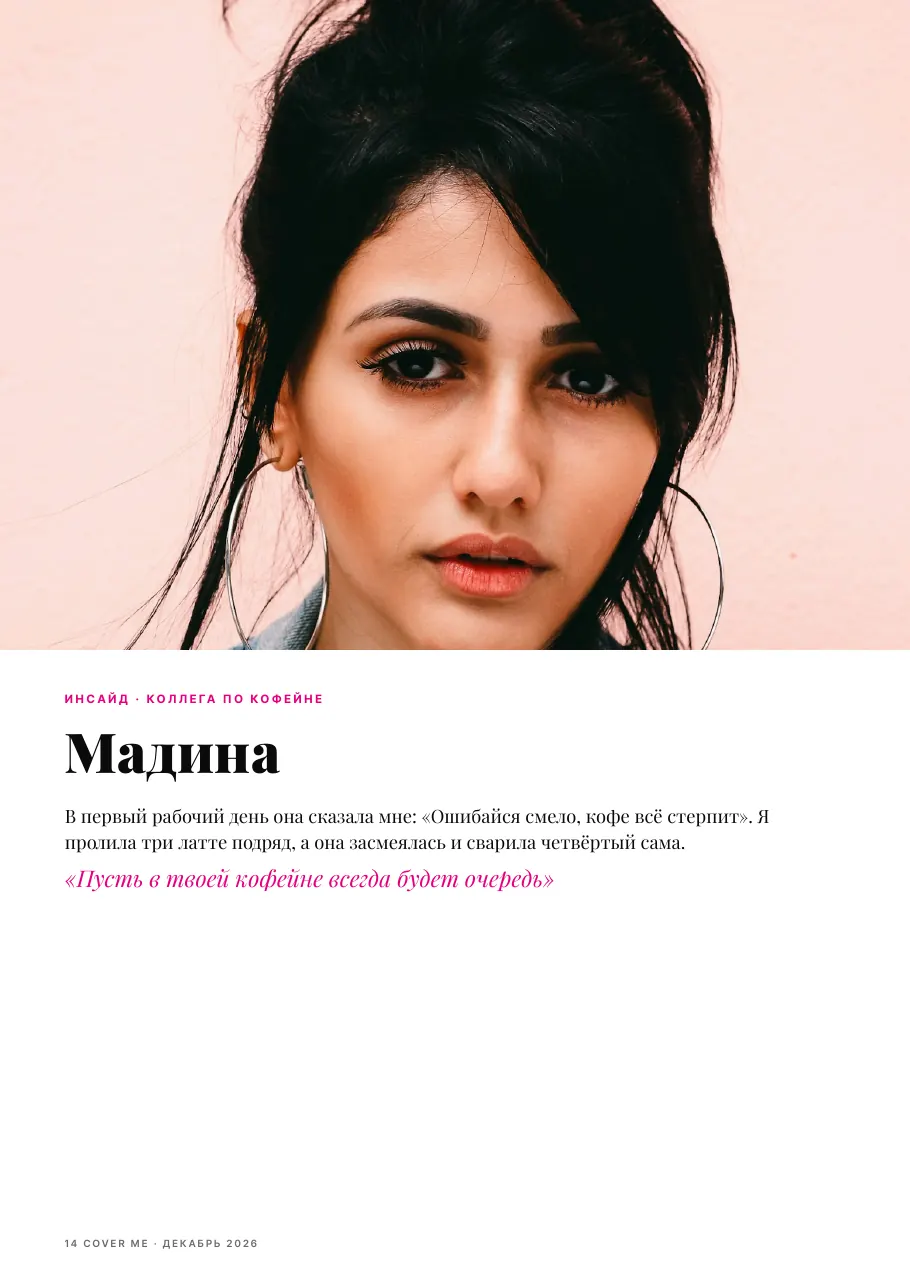 ИНСАЙД · КОЛЛЕГА ПО КОФЕЙНЕ
Мадина
В первый рабочий день она сказала мне: «Ошибайся смело, кофе всё стерпит». Я
пролила три латте подряд, а она засмеялась и сварила четвёртый сама.
«Пусть в твоей кофейне всегда будет очередь»
14 COVER ME · ДЕКАБРЬ 2026